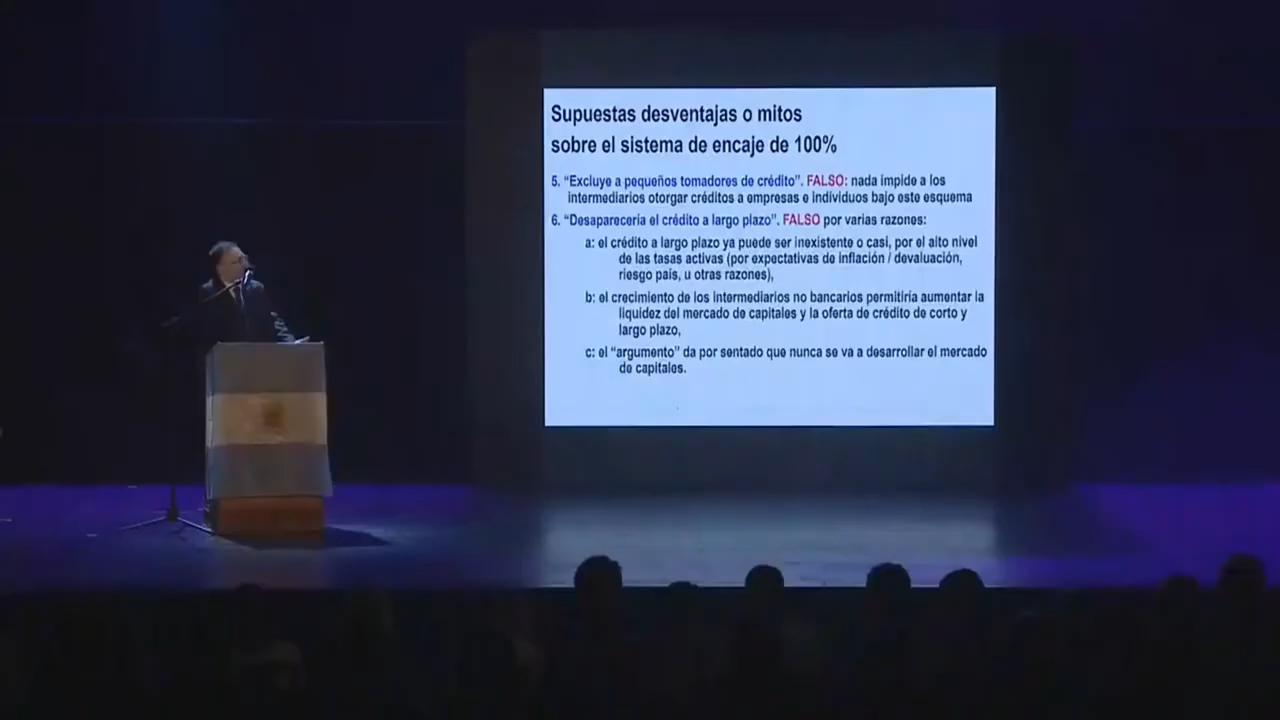 Supuestas desventajas o mitos
sobre el sistema de encaje de 100%
5. “Excluye a pequeños tomadores de crédito”. FALSO: nada impide a los
intermediarios otorgar créditos a empresas e individuos bajo este esquema
6. “Desaparecería el crédito a largo plazo”. FALSO por varias razones:
a: el crédito a largo plazo ya puede ser inexistente o casi, por el alto nivel
de las tasas activas (por expectativas de inflación / devaluación,
riesgo país, u otras razones),
b: el crecimiento de los intermediarios no bancarios permitiría aumentar la
liquidez del mercado de capitales y la oferta de crédito de corto y
largo plazo,
c: el “argumento” da por sentado que nunca se va a desarrollar el mercado
de capitales.